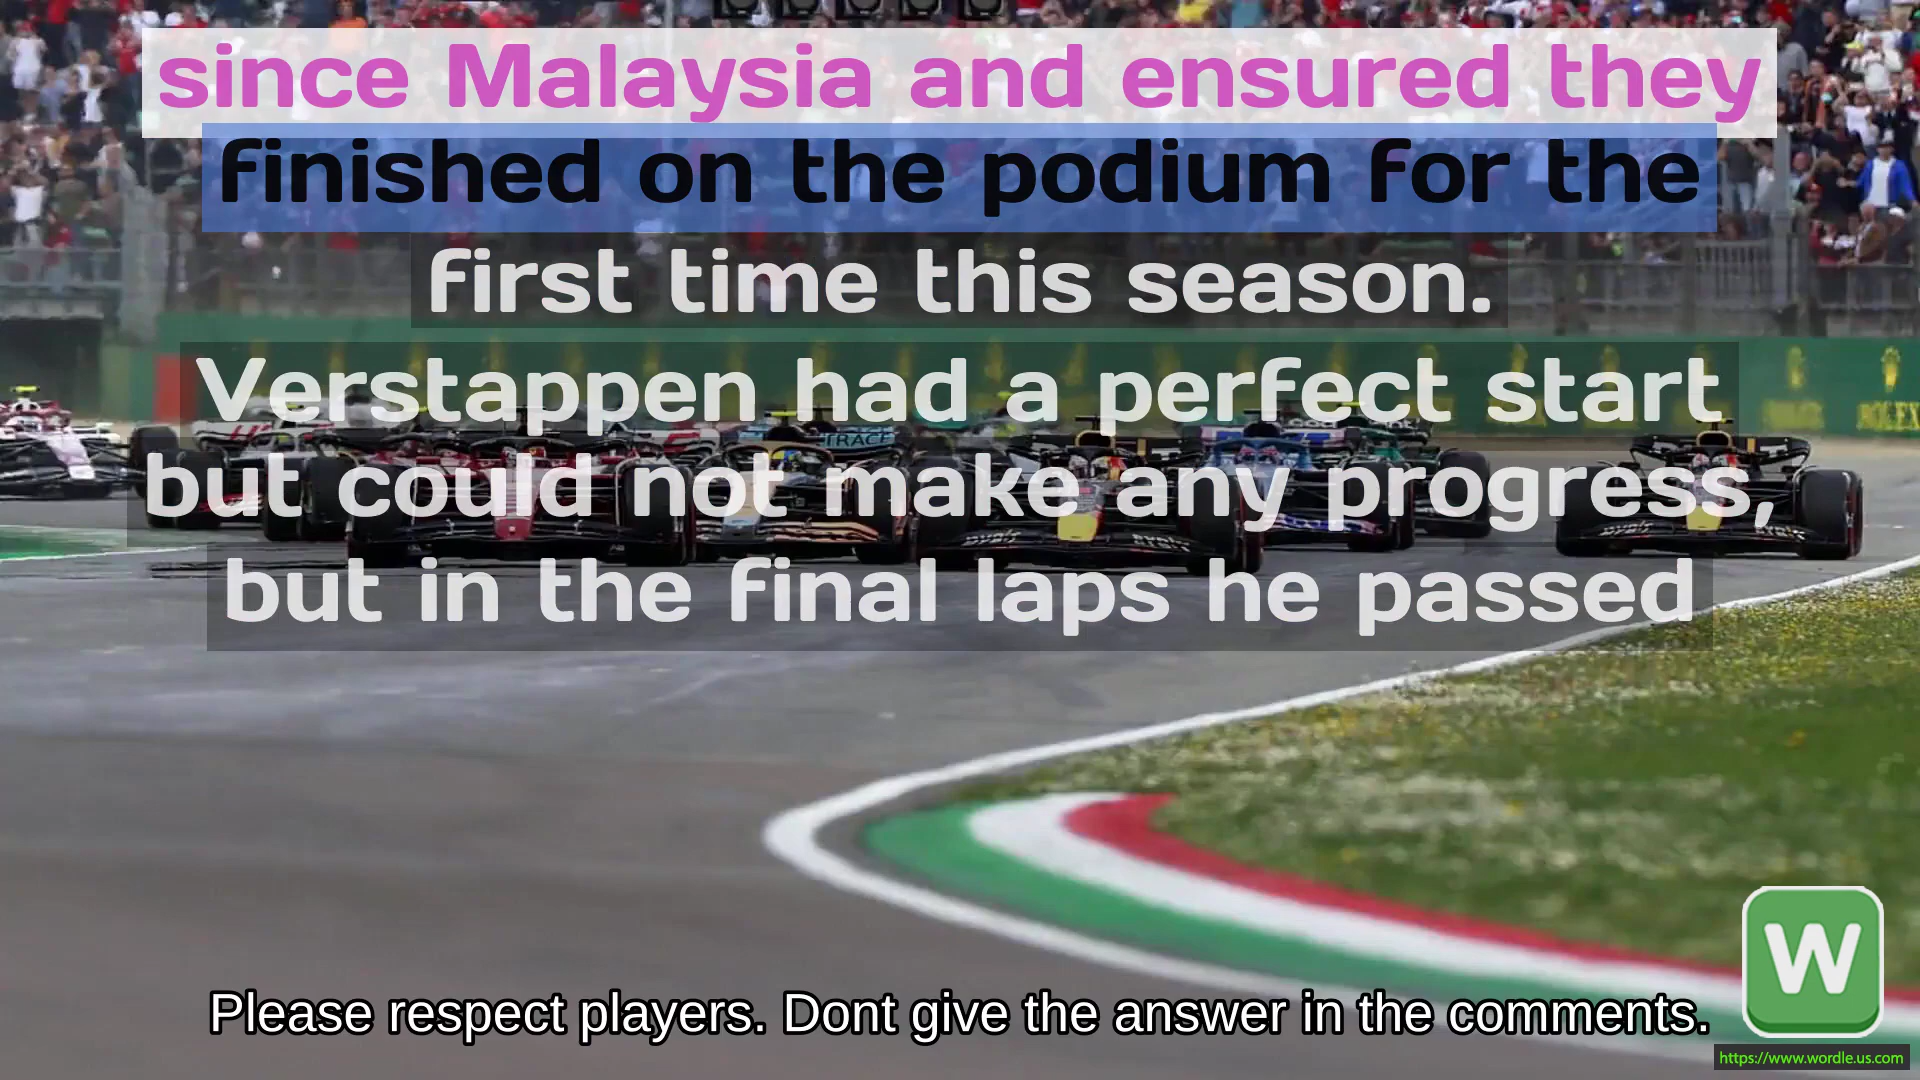 since Malaysia and ensured they
finished on the podium for the
first time this season.
Verstappen had a perfect start
but could not make any progress,
but in the final laps he passed
TRACE
ROLEX
Please respect players. Dont give the answer in the comments.
W
https://www.wordle.us.com